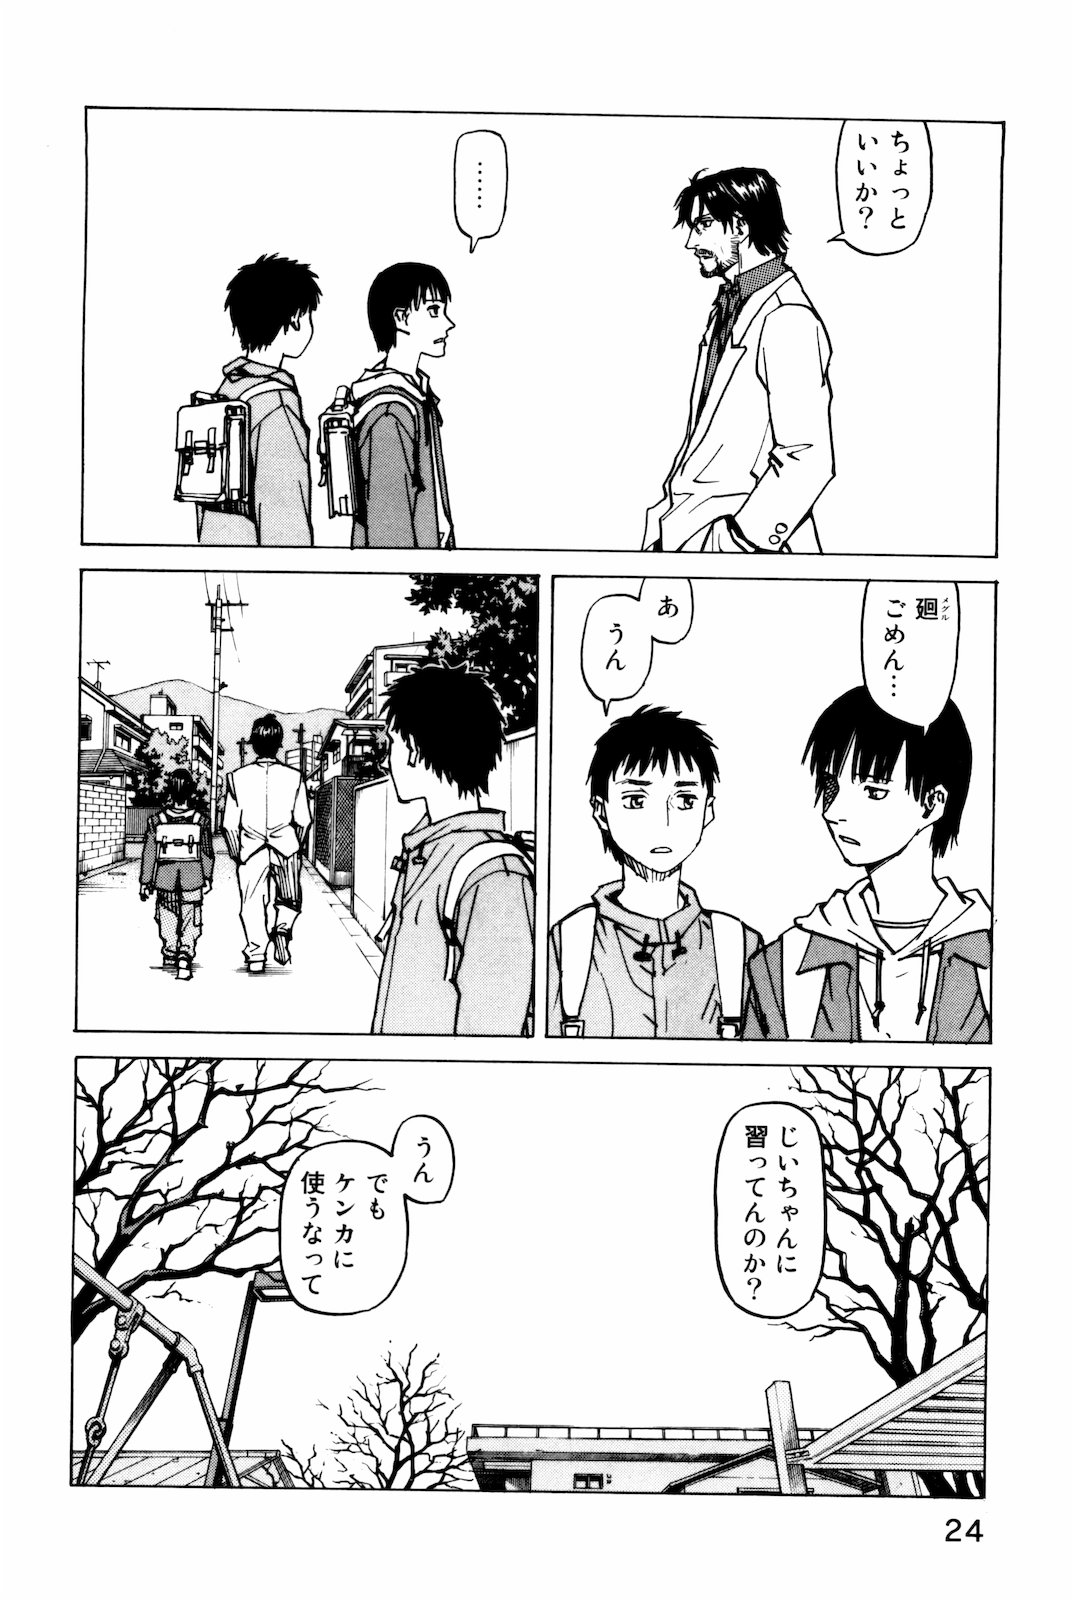 ちょっと
いいか？
……
廻
メグル
ごめん…
あ
うん
じいちゃんに
習ってんのか？
うん
でも
ケンカに
使うなって
24